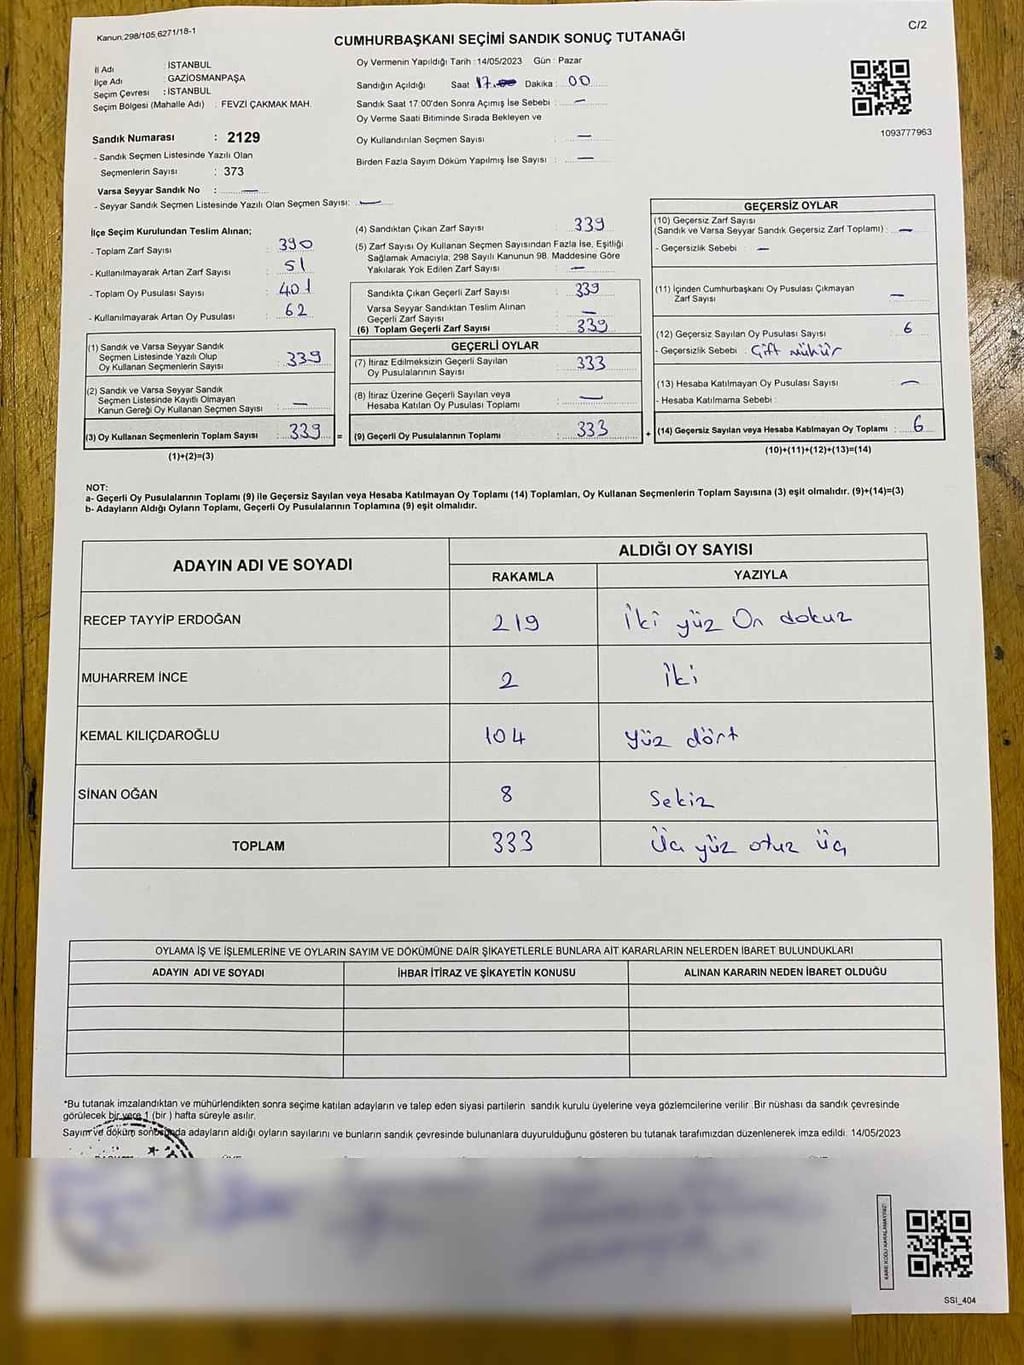 Kanun.298/105,6271/18-1
C/2
CUMHURBAŞKANI SEÇİMİ SANDIK SONUÇ TUTANAĞI
İl Adı : İSTANBUL
İlçe Adı : GAZİOSMANPAŞA
Seçim Çevresi : İSTANBUL
Seçim Bölgesi (Mahalle Adı) : FEVZİ ÇAKMAK MAH.
Sandık Numarası : 2129
- Sandık Seçmen Listesinde Yazılı Olan
Seçmenlerin Sayısı : 373
Varsa Seyyar Sandık No : —
- Seyyar Sandık Seçmen Listesinde Yazılı Olan Seçmen Sayısı: —
Oy Vermenin Yapıldığı Tarih : 14/05/2023 Gün : Pazar
Sandığın Açıldığı Saat 17.00 Dakika : 00
Sandık Saat 17:00'den Sonra Açımış İse Sebebi : —
Oy Verme Saati Bitiminde Sırada Bekleyen ve
Oy Kullandırılan Seçmen Sayısı : —
Birden Fazla Sayım Döküm Yapılmış İse Sayısı : —
1093777963
İlçe Seçim Kurulundan Teslim Alınan;
- Toplam Zarf Sayısı : 390
- Kullanılmayarak Artan Zarf Sayısı : 51
- Toplam Oy Pusulası Sayısı : 401
- Kullanılmayarak Artan Oy Pusulası : 62
(1) Sandık ve Varsa Seyyar Sandık
Seçmen Listesinde Yazılı Olup
Oy Kullanan Seçmenlerin Sayısı : 339
(2) Sandık ve Varsa Seyyar Sandık
Seçmen Listesinde Kayıtlı Olmayan
Kanun Gereği Oy Kullanan Seçmen Sayısı : —
(3) Oy Kullanan Seçmenlerin Toplam Sayısı : 339 =
(1)+(2)=(3)
(4) Sandıktan Çıkan Zarf Sayısı : 339
(5) Zarf Sayısı Oy Kullanan Seçmen Sayısından Fazla İse, Eşitliği
Sağlamak Amacıyla, 298 Sayılı Kanunun 98. Maddesine Göre
Yakılarak Yok Edilen Zarf Sayısı : —
Sandıkta Çıkan Geçerli Zarf Sayısı : 339
Varsa Seyyar Sandıktan Teslim Alınan
Geçerli Zarf Sayısı : —
(6) Toplam Geçerli Zarf Sayısı : 339
GEÇERLİ OYLAR
(7) İtiraz Edilmeksizin Geçerli Sayılan
Oy Pusulalarının Sayısı : 333
(8) İtiraz Üzerine Geçerli Sayılan veya
Hesaba Katılan Oy Pusulası Toplamı : —
(9) Geçerli Oy Pusulalarının Toplamı : 333 +
GEÇERSİZ OYLAR
(10) Geçersiz Zarf Sayısı
(Sandık ve Varsa Seyyar Sandık Geçersiz Zarf Toplamı) : —
- Geçersizlik Sebebi : —
(11) İçinden Cumhurbaşkanı Oy Pusulası Çıkmayan
Zarf Sayısı : —
(12) Geçersiz Sayılan Oy Pusulası Sayısı : 6
- Geçersizlik Sebebi : Çift mühür
(13) Hesaba Katılmayan Oy Pusulası Sayısı : —
- Hesaba Katılmama Sebebi :
(14) Geçersiz Sayılan veya Hesaba Katılmayan Oy Toplamı : 6
(10)+(11)+(12)+(13)=(14)
NOT:
a- Geçerli Oy Pusulalarının Toplamı (9) ile Geçersiz Sayılan veya Hesaba Katılmayan Oy Toplamı (14) Toplamları, Oy Kullanan Seçmenlerin Toplam Sayısına (3) eşit olmalıdır. (9)+(14)=(3)
b- Adayların Aldığı Oyların Toplamı, Geçerli Oy Pusulalarının Toplamına (9) eşit olmalıdır.
ADAYIN ADI VE SOYADI
ALDIĞI OY SAYISI
RAKAMLA YAZIYLA
RECEP TAYYİP ERDOĞAN 219 İki yüz On dokuz
MUHARREM İNCE 2 İki
KEMAL KILIÇDAROĞLU 104 Yüz dört
SİNAN OĞAN 8 Sekiz
TOPLAM 333 Üç yüz otuz üç
OYLAMA İŞ VE İŞLEMLERİNE VE OYLARIN SAYIM VE DÖKÜMÜNE DAİR ŞİKAYETLERLE BUNLARA AİT KARARLARIN NELERDEN İBARET BULUNDUKLARI
ADAYIN ADI VE SOYADI İHBAR İTİRAZ VE ŞİKAYETİN KONUSU ALINAN KARARIN NEDEN İBARET OLDUĞU
*Bu tutanak imzalandıktan ve mühürlendikten sonra seçime katılan adayların ve talep eden siyasi partilerin sandık kurulu üyelerine veya gözlemcilerine verilir. Bir nüshası da sandık çevresinde
görülecek bir yere 1 (bir ) hafta süreyle asılır.
Sayım ve döküm sonucunda adayların aldığı oyların sayılarını ve bunların sandık çevresinde bulunanlara duyurulduğunu gösteren bu tutanak tarafımızdan düzenlenerek imza edildi. 14/05/2023
SSI_404